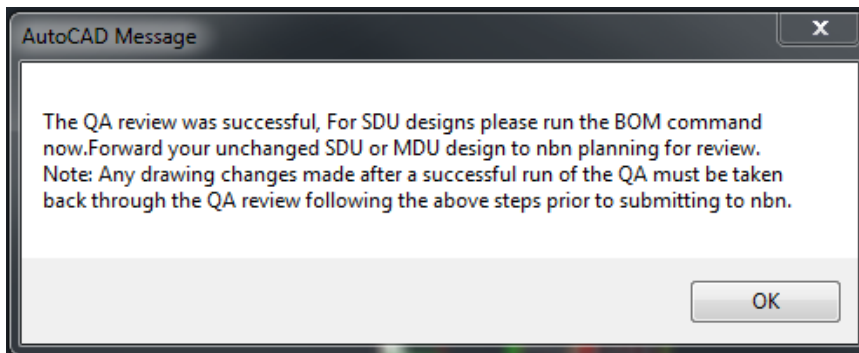 AutoCAD Message
The QA review was successful, For SDU designs please run the BOM command
now.Forward your unchanged SDU or MDU design to nbn planning for review.
Note: Any drawing changes made after a successful run of the QA must be taken
back through the QA review following the above steps prior to submitting to nbn.
OK